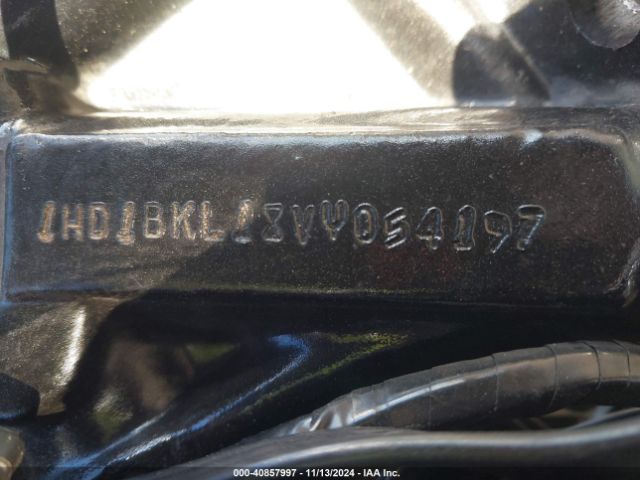 1HD1BKL18VY054197
000-40857997 - 11/13/2024 - IAA Inc.